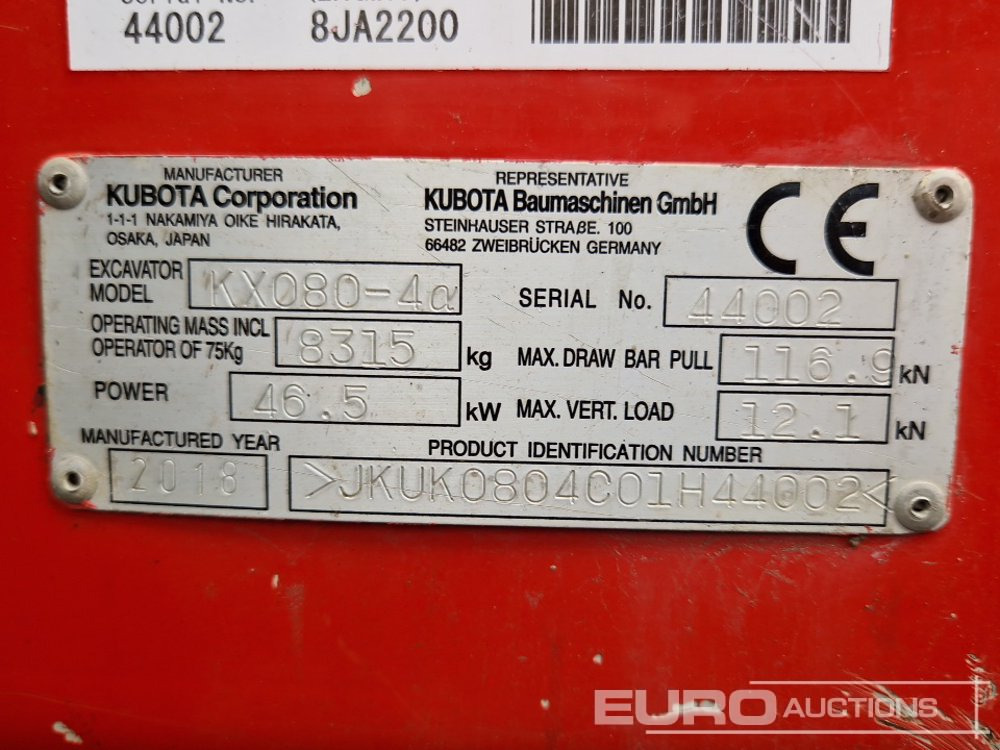 44002 8JA2200
MANUFACTURER
KUBOTA Corporation
1-1-1 NAKAMIYA OIKE HIRAKATA,
OSAKA, JAPAN
REPRESENTATIVE
KUBOTA Baumaschinen GmbH
STEINHAUSER STRAßE. 100
66482 ZWEIBRÜCKEN GERMANY
CE
EXCAVATOR
MODEL KX080-4α
SERIAL No. 44002
OPERATING MASS INCL
OPERATOR OF 75Kg 8315 kg
MAX. DRAW BAR PULL 116.9 kN
POWER 46.5 kW
MAX. VERT. LOAD 12.1 kN
MANUFACTURED YEAR
2018
PRODUCT IDENTIFICATION NUMBER
>JKUK0804C01H44002<
EURO AUCTIONS